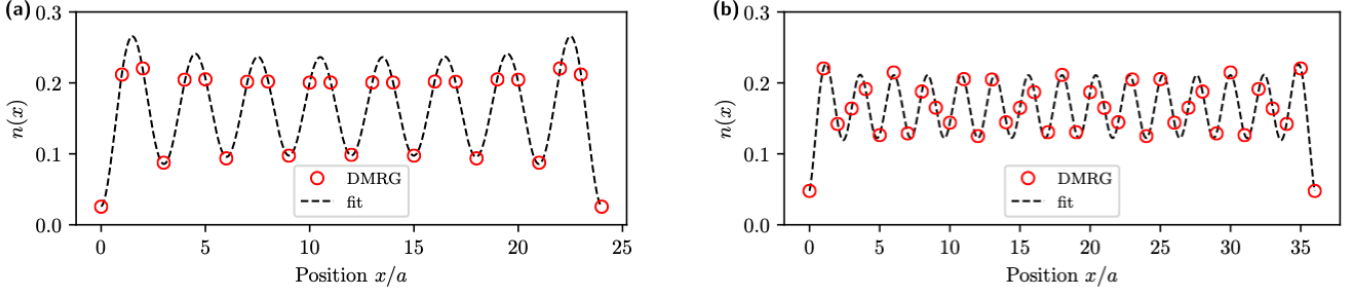 (a)
0.3
0.2
0.1
0.0
n(x)
DMRG
fit
0 5 10 15 20 25
Position x/a
(b)
0.3
0.2
0.1
0.0
n(x)
DMRG
fit
0 5 10 15 20 25 30 35
Position x/a